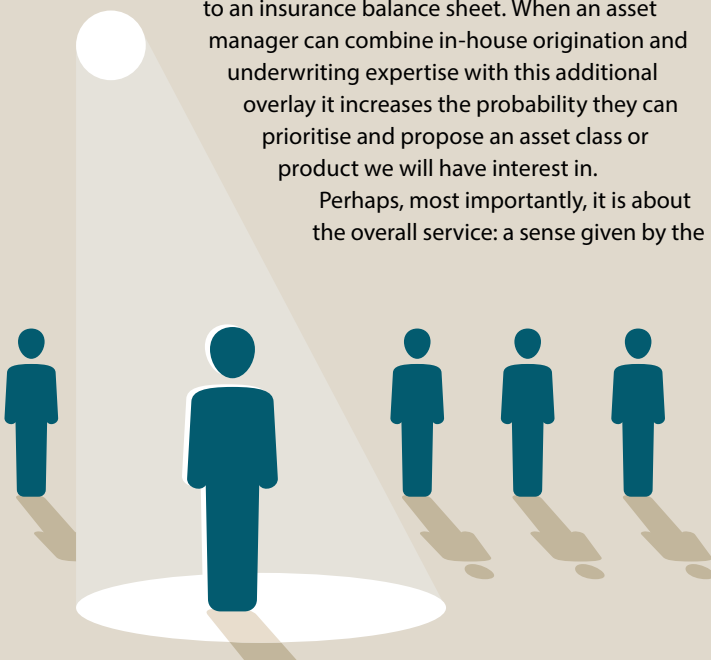 to an insurance balance sheet. When an asset
manager can combine in-house origination and
underwriting expertise with this additional
overlay it increases the probability they can
prioritise and propose an asset class or
product we will have interest in.
Perhaps, most importantly, it is about
the overall service: a sense given by the